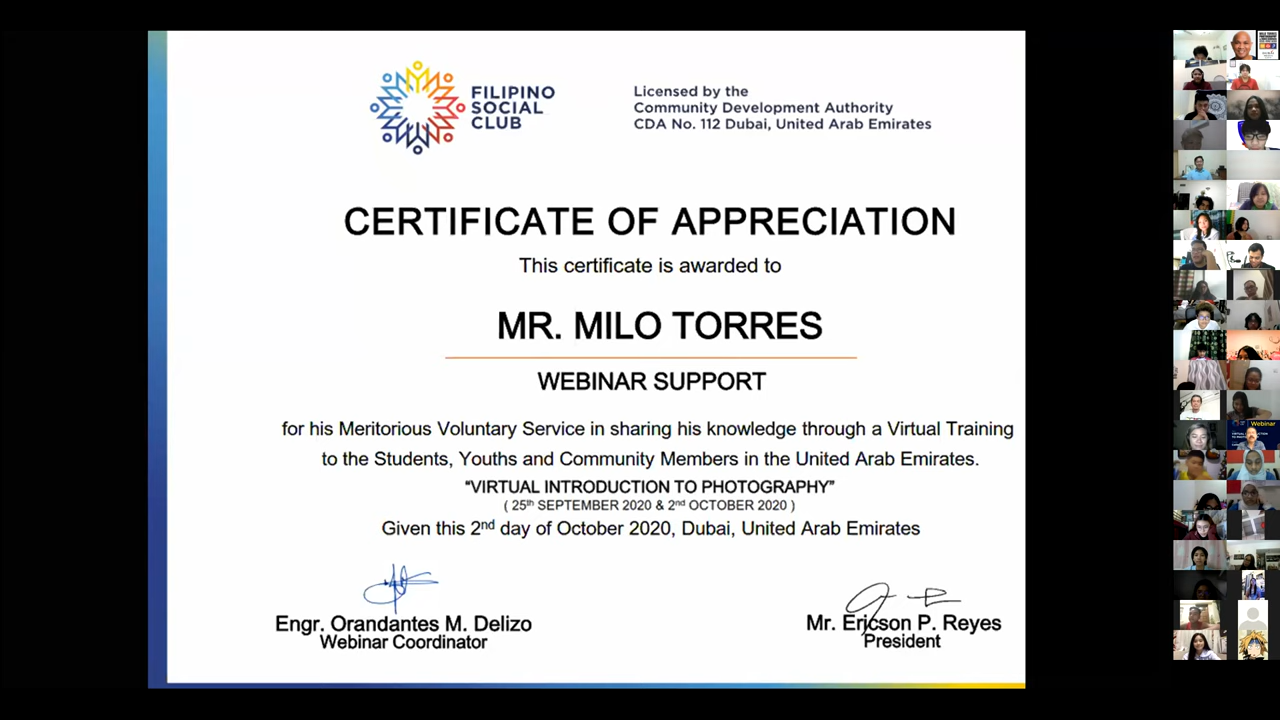 FILIPINO
SOCIAL
CLUB
Licensed by the
Community Development Authority
CDA No. 112 Dubai, United Arab Emirates
CERTIFICATE OF APPRECIATION
This certificate is awarded to
MR. MILO TORRES
WEBINAR SUPPORT
for his Meritorious Voluntary Service in sharing his knowledge through a Virtual Training
to the Students, Youths and Community Members in the United Arab Emirates.
“VIRTUAL INTRODUCTION TO PHOTOGRAPHY”
( 25th SEPTEMBER 2020 & 2nd OCTOBER 2020 )
Given this 2nd day of October 2020, Dubai, United Arab Emirates
Engr. Orandantes M. Delizo
Webinar Coordinator
Mr. Ericson P. Reyes
President
Webinar